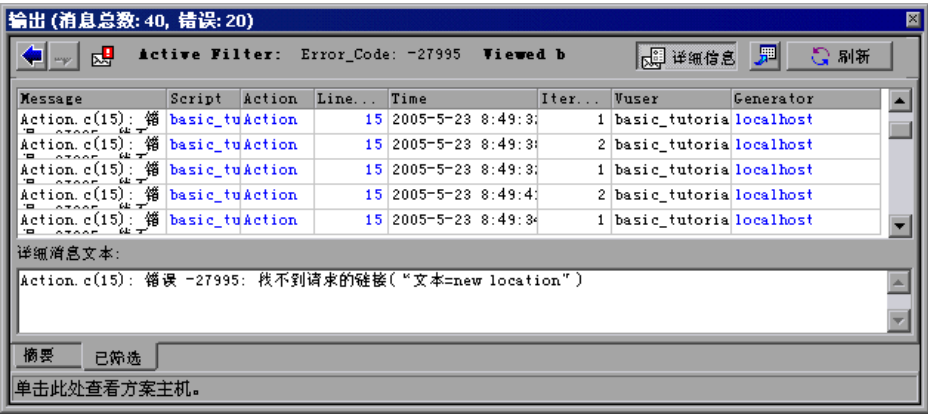 输出 (消息总数: 40, 错误: 20)
Active Filter: Error_Code: -27995 Viewed b 详细信息 刷新
Message Script Action Line... Time Iter... Vuser Generator
Action.c(15): 错 basic_tu Action 15 2005-5-23 8:49:3 1 basic_tutoria localhost
Action.c(15): 错 basic_tu Action 15 2005-5-23 8:49:3 2 basic_tutoria localhost
Action.c(15): 错 basic_tu Action 15 2005-5-23 8:49:3 1 basic_tutoria localhost
Action.c(15): 错 basic_tu Action 15 2005-5-23 8:49:4 2 basic_tutoria localhost
Action.c(15): 错 basic_tu Action 15 2005-5-23 8:49:3 1 basic_tutoria localhost
详细消息文本:
Action.c(15): 错误 -27995: 找不到请求的链接(“文本=new location”)
摘要 已筛选
单击此处查看方案主机。